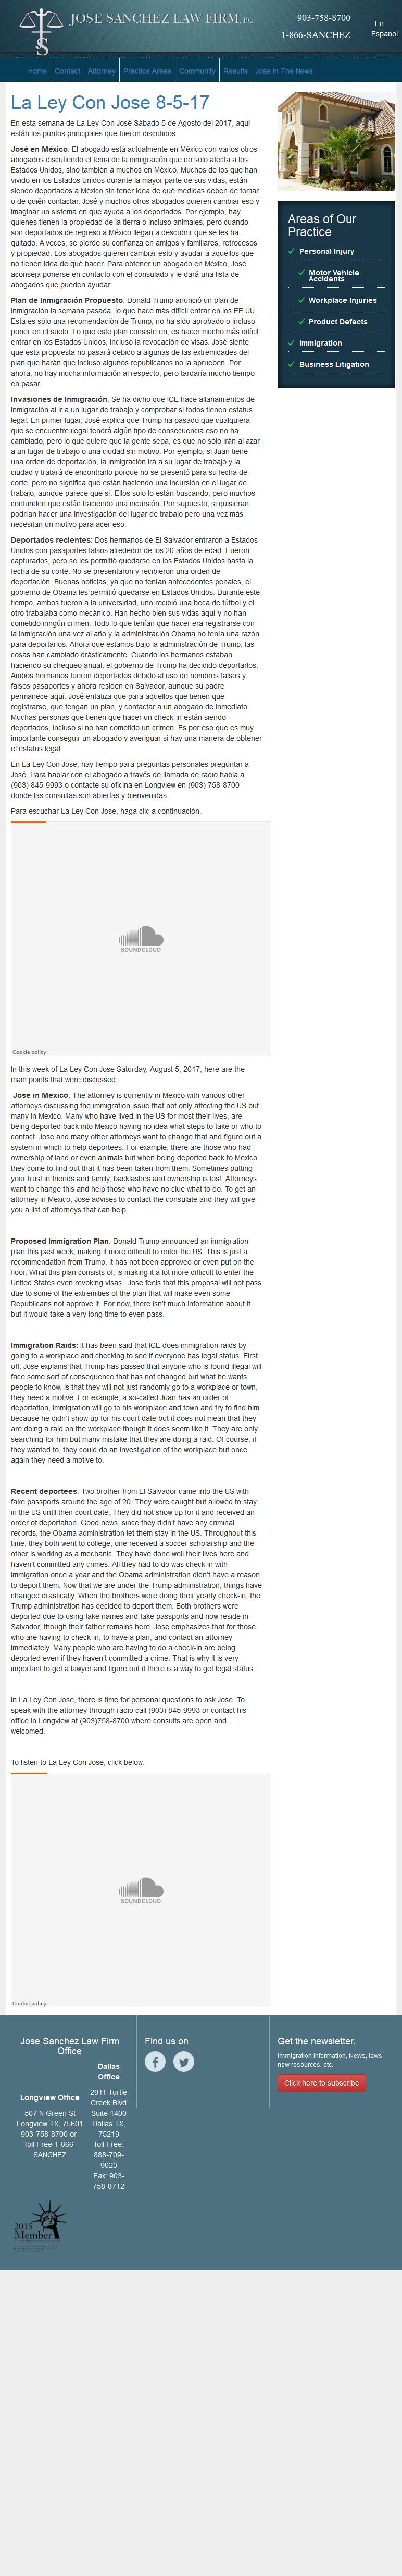 JOSE SANCHEZ LAW FIRM, P.C.
903-758-8700
1-866-SANCHEZ
En
Espanol
Home
Contact
Attorney
Practice Areas
Community
Results
Jose in The News
La Ley Con Jose 8-5-17
En esta semana de La Ley Con José Sábado 5 de Agosto del 2017, aquí
están los puntos principales que fueron discutidos.
José en México: El abogado está actualmente en México con varios otros
abogados discutiendo el tema de la inmigración que no solo afecta a los
Estados Unidos, sino también a muchos en México. Muchos de los que han
vivido en los Estados Unidos durante la mayor parte de sus vidas, están
siendo deportados a México sin tener idea de qué medidas deben de tomar
o de quién contactar. José y muchos otros abogados quieren cambiar eso y
imaginar un sistema que ayuda a los deportados. Por ejemplo, hay
quienes tienen la propiedad de la tierra o incluso animales, pero cuando
son deportados de regreso a México llegan a descubrir que se les ha
quitado. A veces, se pierde su confianza en amigos y familiares, retrocesos
y propiedad. Los abogados quieren cambiar esto y ayudar a aquellos que
no tienen idea de qué hacer. Para obtener un abogado en México, José
aconseja ponerse en contacto con el consulado y le dará una lista de
abogados que pueden ayudar.
Plan de Inmigración Propuesto: Donald Trump anunció un plan de
inmigración la semana pasada, lo que hace más difícil entrar en los EE.UU.
Esta es sólo una recomendación de Trump, no ha sido aprobado o incluso
poner en el suelo. Lo que este plan consiste en, es hacer mucho más difícil
entrar en los Estados Unidos, incluso la revocación de visas. José siente
que esta propuesta no pasará debido a algunas de las extremidades del
plan que harán que incluso algunos republicanos no la aprueben. Por
ahora, no hay mucha información al respecto, pero tardaría mucho tiempo
en pasar.
Invasiones de Inmigración: Se ha dicho que ICE hace allanamientos de
inmigración al ir a un lugar de trabajo y comprobar si todos tienen estatus
legal. En primer lugar, José explica que Trump ha pasado que cualquiera
que se encuentre ilegal tendrá algún tipo de consecuencia eso no ha
cambiado, pero lo que quiere que la gente sepa, es que no sólo irán al azar
a un lugar de trabajo o una ciudad sin motivo. Por ejemplo, si Juan tiene
una orden de deportación, la inmigración irá a su lugar de trabajo y la
ciudad y tratará de encontrarlo porque no se presentó para su fecha de
corte, pero no significa que están haciendo una incursión en el lugar de
trabajo, aunque parece que sí. Ellos solo lo están buscando, pero muchos
confunden que están haciendo una incursión. Por supuesto, si quisieran,
podrían hacer una investigación del lugar de trabajo pero una vez más
necesitan un motivo para hacer eso.
Deportados recientes: Dos hermanos de El Salvador entraron a Estados
Unidos con pasaportes falsos alrededor de los 20 años de edad. Fueron
capturados, pero se les permitió quedarse en los Estados Unidos hasta la
fecha de su corte. No se presentaron y recibieron una orden de
deportación. Buenas noticias, ya que no tenían antecedentes penales, el
gobierno de Obama les permitió quedarse en Estados Unidos. Durante este
tiempo, ambos fueron a la universidad, uno recibió una beca de fútbol y el
otro trabajaba como mecánico. Han hecho bien sus vidas aquí y no han
cometido ningún crimen. Todo lo que tenían que hacer era registrarse con
la inmigración una vez al año y la administración Obama no tenía una razón
para deportarlos. Ahora que estamos bajo la administración de Trump, las
cosas han cambiado drásticamente. Cuando los hermanos estaban
haciendo su chequeo anual, el gobierno de Trump ha decidido deportarlos.
Ambos hermanos fueron deportados debido al uso de nombres falsos y
falsos pasaportes y ahora residen en Salvador, aunque su padre
permanece aquí. José enfatiza que para aquellos que tienen que
registrarse, que tengan un plan, y contactar a un abogado de inmediato.
Muchas personas que tienen que hacer un check-in están siendo
deportados, incluso si no han cometido un crimen. Es por eso que es muy
importante conseguir un abogado y averiguar si hay una manera de obtener
el estatus legal.
En La Ley Con Jose, hay tiempo para preguntas personales preguntar a
José. Para hablar con el abogado a través de llamada de radio habla a
(903) 845-9993 o contacte su oficina en Longview en (903) 758-8700
donde las consultas son abiertas y bienvenidas.
Para escuchar La Ley Con Jose, haga clic a continuación.
SOUNDCLOUD
Cookie policy
In this week of La Ley Con Jose Saturday, August 5, 2017, here are the
main points that were discussed.
Jose in Mexico: The attorney is currently in Mexico with various other
attorneys discussing the immigration issue that not only affecting the US but
many in Mexico. Many who have lived in the US for most their lives, are
being deported back into Mexico having no idea what steps to take or who to
contact. Jose and many other attorneys want to change that and figure out a
system in which to help deportees. For example, there are those who had
ownership of land or even animals but when being deported back to Mexico
they come to find out that it has been taken from them. Sometimes putting
your trust in friends and family, backlashes and ownership is lost. Attorneys
want to change this and help those who have no clue what to do. To get an
attorney in Mexico, Jose advises to contact the consulate and they will give
you a list of attorneys that can help.
Proposed Immigration Plan: Donald Trump announced an immigration
plan this past week, making it more difficult to enter the US. This is just a
recommendation from Trump, it has not been approved or even put on the
floor. What this plan consists of, is making it a lot more difficult to enter the
United States even revoking visas. Jose feels that this proposal will not pass
due to some of the extremities of the plan that will make even some
Republicans not approve it. For now, there isn't much information about it
but it would take a very long time to even pass.
Immigration Raids: It has been said that ICE does immigration raids by
going to a workplace and checking to see if everyone has legal status. First
off, Jose explains that Trump has passed that anyone who is found illegal will
face some sort of consequence that has not changed but what he wants
people to know, is that they will not just randomly go to a workplace or town,
they need a motive. For example, a so-called Juan has an order of
deportation, immigration will go to his workplace and town and try to find him
because he didn't show up for his court date but it does not mean that they
are doing a raid on the workplace though it does seem like it. They are only
searching for him but many mistake that they are doing a raid. Of course, if
they wanted to, they could do an investigation of the workplace but once
again they need a motive to.
Recent deportees: Two brother from El Salvador came into the US with
fake passports around the age of 20. They were caught but allowed to stay
in the US until their court date. They did not show up for it and received an
order of deportation. Good news, since they didn't have any criminal
records, the Obama administration let them stay in the US. Throughout this
time, they both went to college, one received a soccer scholarship and the
other is working as a mechanic. They have done well their lives here and
haven't committed any crimes. All they had to do was check in with
immigration once a year and the Obama administration didn't have a reason
to deport them. Now that we are under the Trump administration, things have
changed drastically. When the brothers were doing their yearly check-in, the
Trump administration has decided to deport them. Both brothers were
deported due to using fake names and fake passports and now reside in
Salvador, though their father remains here. Jose emphasizes that for those
who are having to check-in, to have a plan, and contact an attorney
immediately. Many people who are having to do a check-in are being
deported even if they haven't committed a crime. That is why it is very
important to get a lawyer and figure out if there is a way to get legal status.
In La Ley Con Jose, there is time for personal questions to ask Jose. To
speak with the attorney through radio call (903) 845-9993 or contact his
office in Longview at (903)758-8700 where consults are open and
welcomed.
To listen to La Ley Con Jose, click below.
SOUNDCLOUD
Cookie policy
Areas of Our
Practice
Personal Injury
Motor Vehicle
Accidents
Workplace Injuries
Product Defects
Immigration
Business Litigation
Jose Sanchez Law Firm
Office
Longview Office
507 N Green St
Longview TX, 75601
903-758-8700 or
Toll Free 1-866-
SANCHEZ
Dallas
Office
2911 Turtle
Creek Blvd
Suite 1400
Dallas TX,
75219
Toll Free:
888-709-
9023
Fax: 903-
758-8712
2015
Member
Find us on
Get the newsletter.
Immigration Information, News, laws,
new resources, etc.
Click here to subscribe